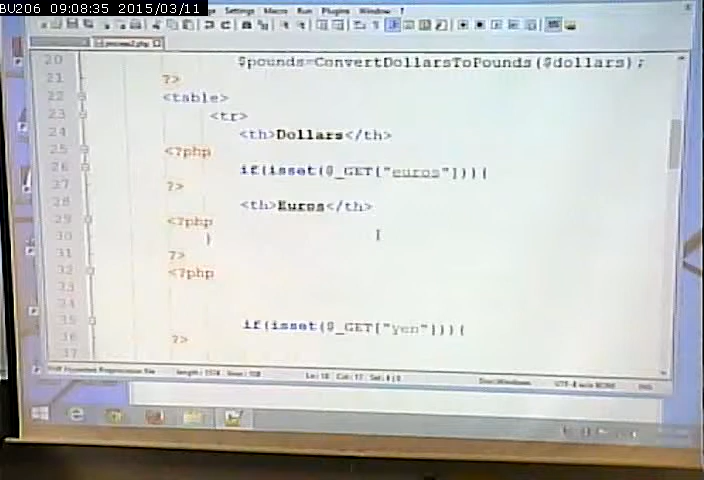 BU206 09:08:35 2015/03/11
Settings Macro Run Plugins Window ?
process2.php
20 $pounds=ConvertDollarsToPounds($dollars);
21 ?>
22 <table>
23 <tr>
24 <th>Dollars</th>
25 <?php
26 if(isset($_GET["euros"])){
27 ?>
28 <th>Euros</th>
29 <?php
30 }
31 ?>
32 <?php
33
34
35 if(isset($_GET["yen"])){
36 ?>
37